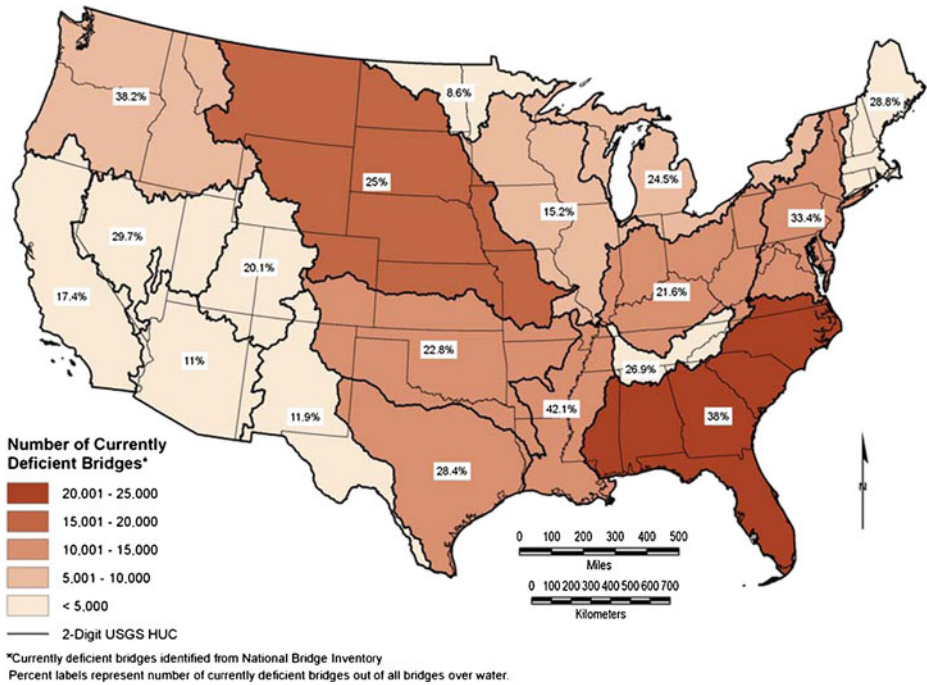 38.2%
8.6%
28.8%
25%
24.5%
15.2%
33.4%
29.7%
20.1%
21.6%
17.4%
11%
22.8%
26.9%
11.9%
42.1%
38%
28.4%
Number of Currently
Deficient Bridges*
20,001 - 25,000
15,001 - 20,000
10,001 - 15,000
5,001 - 10,000
< 5,000
2-Digit USGS HUC
0 100 200 300 400 500
Miles
0 100 200 300 400 500 600 700
Kilometers
N
*Currently deficient bridges identified from National Bridge Inventory
Percent labels represent number of currently deficient bridges out of all bridges over water.